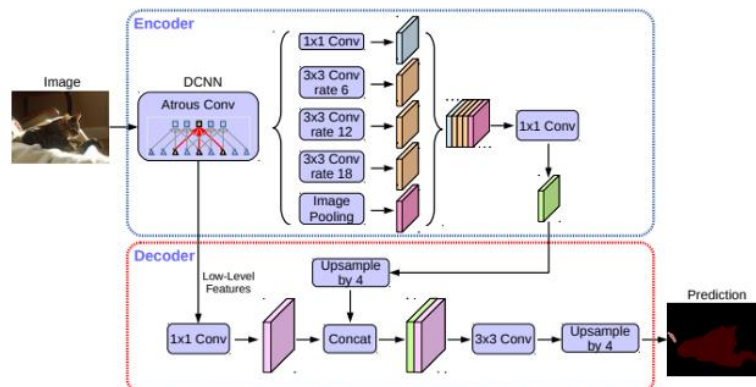 Encoder
Image
DCNN
Atrous Conv
1x1 Conv
3x3 Conv
rate 6
3x3 Conv
rate 12
3x3 Conv
rate 18
Image
Pooling
1x1 Conv
Decoder
Low-Level
Features
Upsample
by 4
1x1 Conv
Concat
3x3 Conv
Upsample
by 4
Prediction